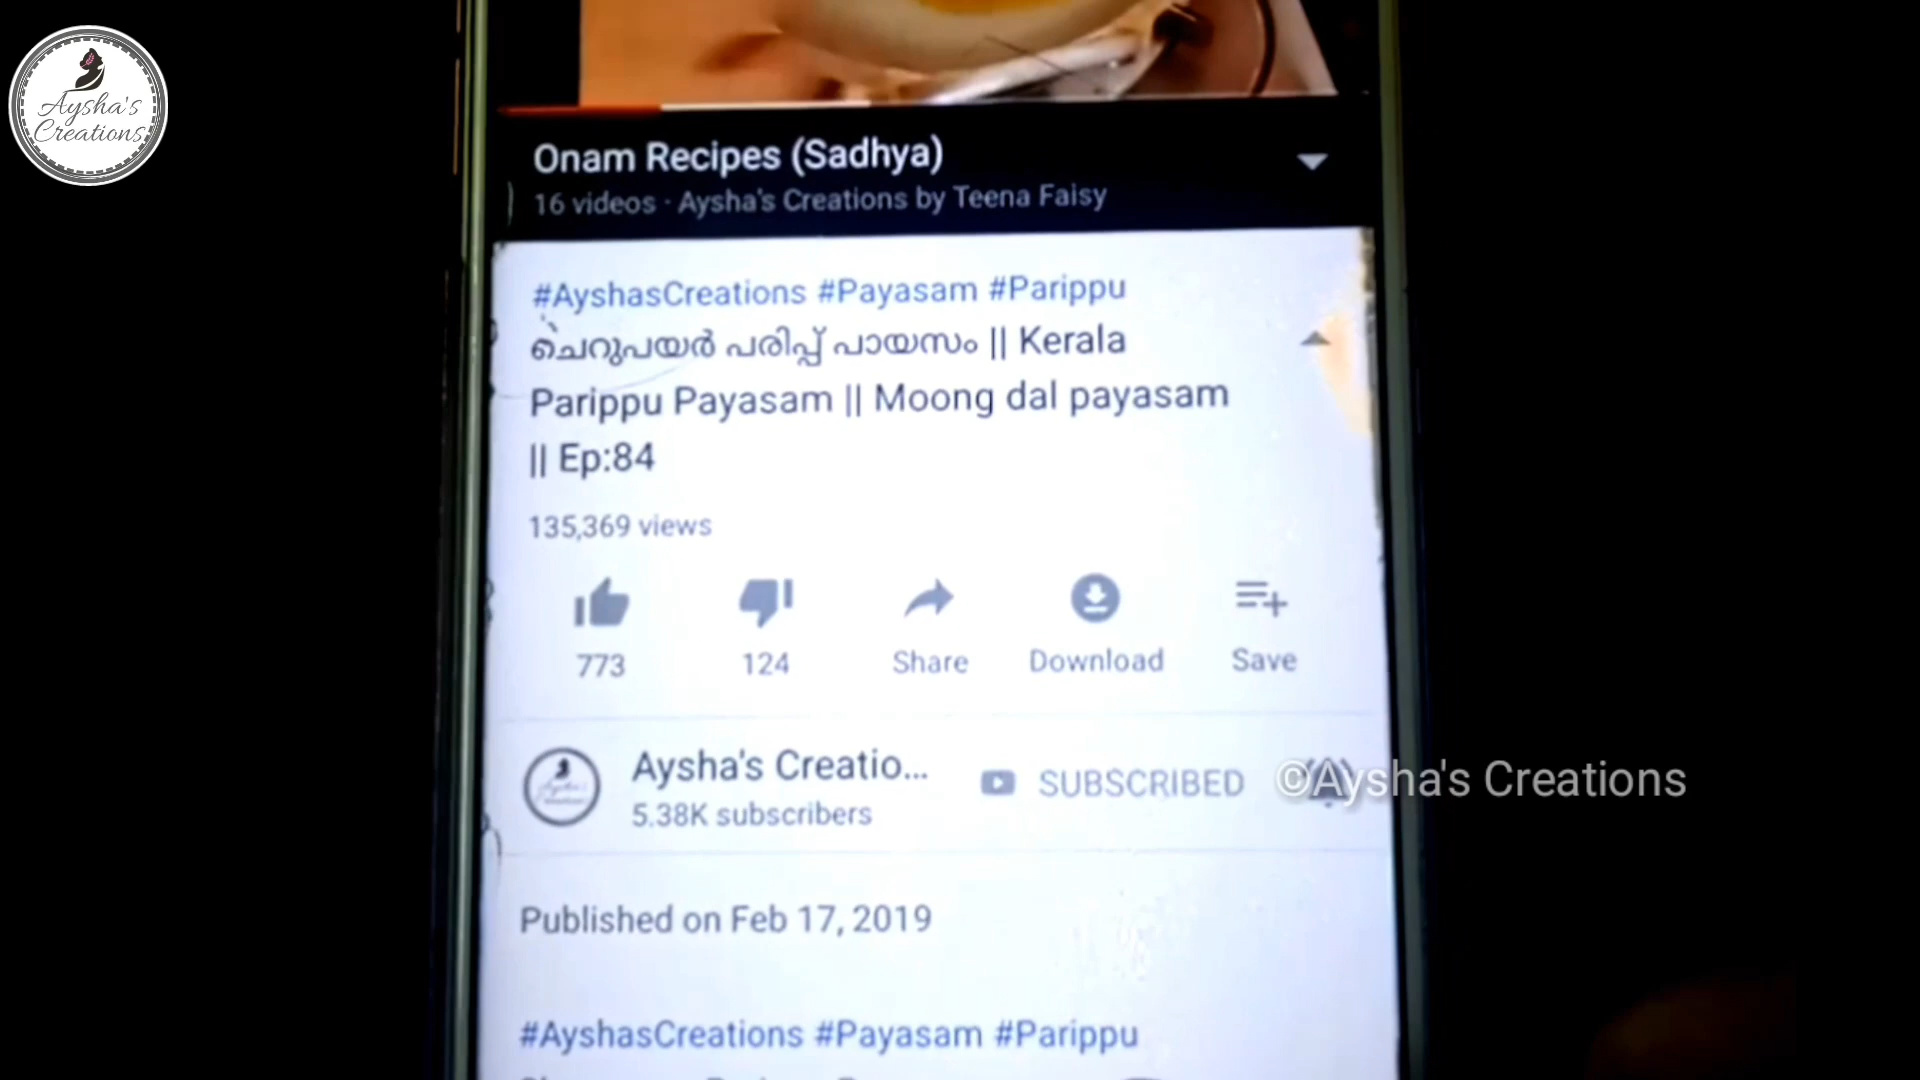 Aysha's
Creations
Onam Recipes (Sadhya)
16 videos · Aysha's Creations by Teena Faisy
#AyshasCreations #Payasam #Parippu
ചെറുപയർ പരിപ്പ് പായസം || Kerala
Parippu Payasam || Moong dal payasam
|| Ep:84
135,369 views
773
124
Share
Download
Save
Aysha's Creatio...
SUBSCRIBED
5.38K subscribers
©Aysha's Creations
Published on Feb 17, 2019
#AyshasCreations #Payasam #Parippu